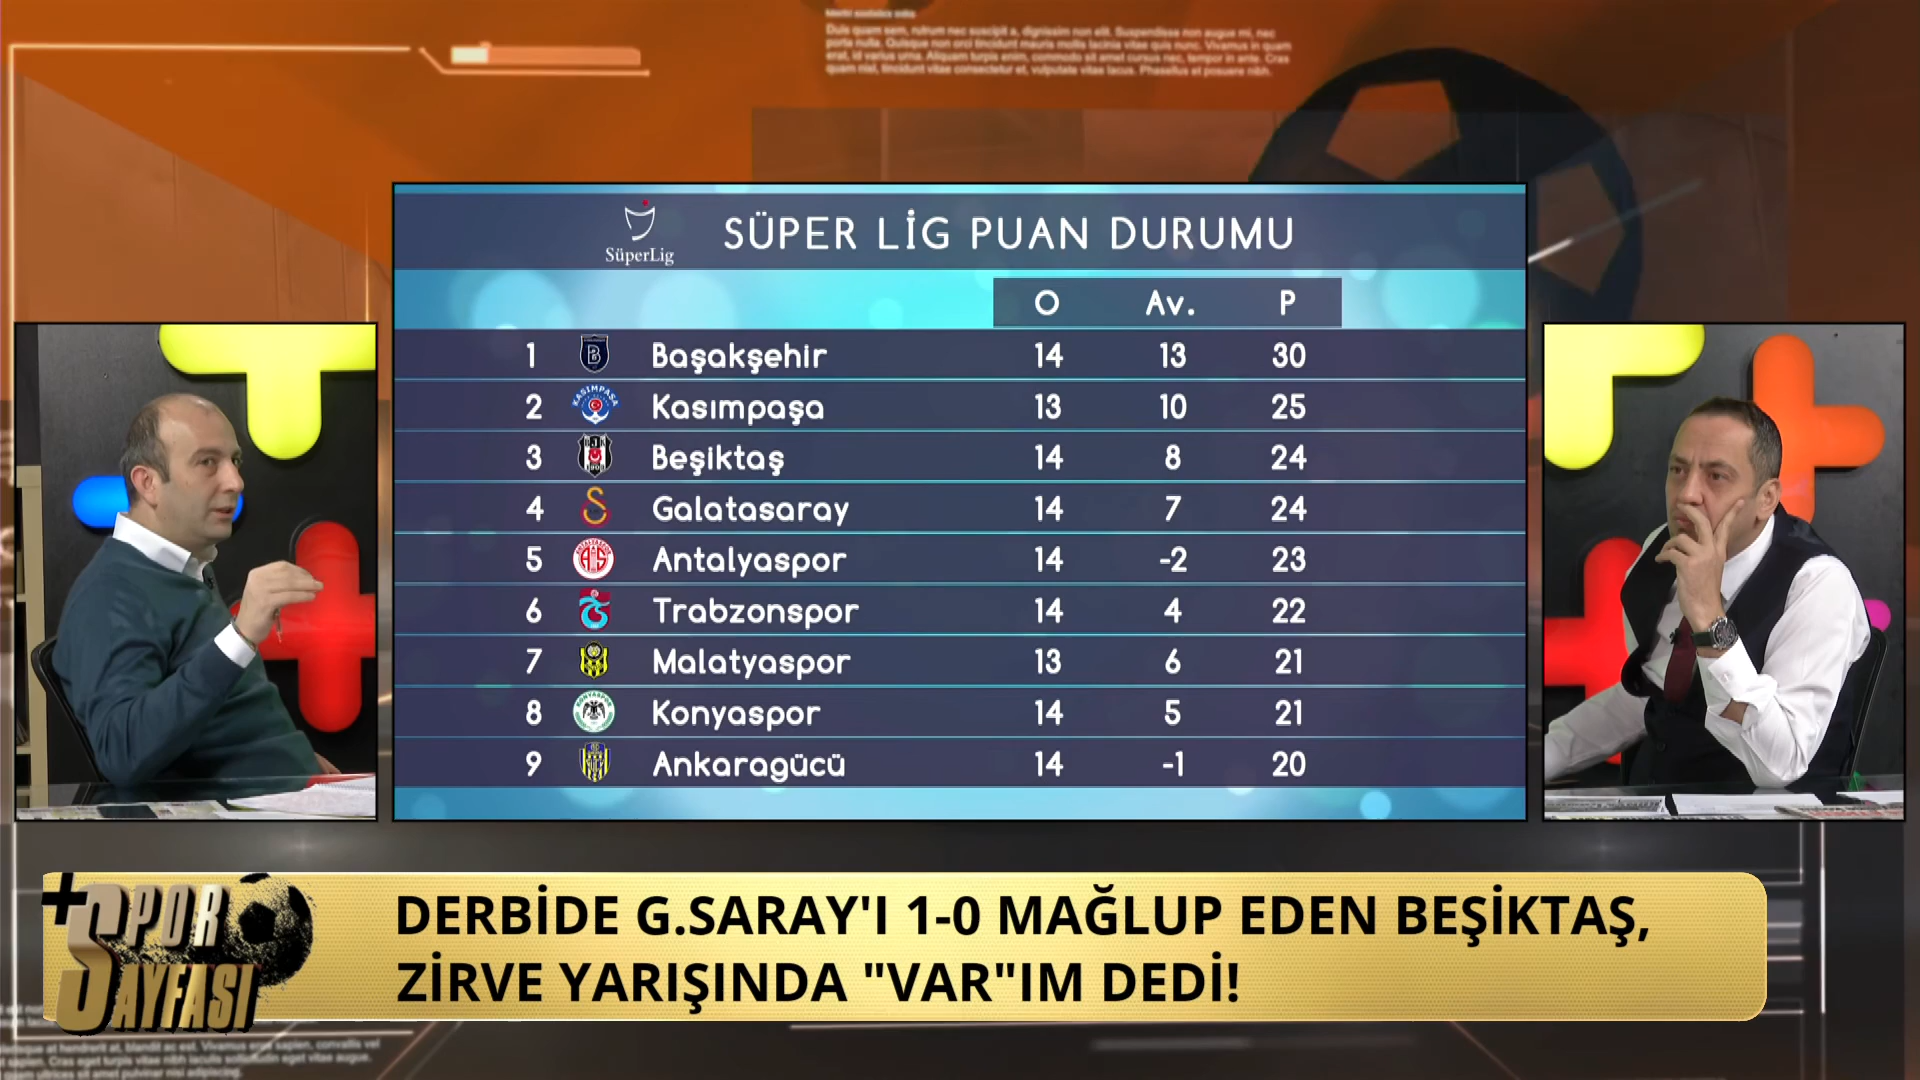 SüperLig
SÜPER LİG PUAN DURUMU
O Av. P
1 Başakşehir 14 13 30
2 Kasımpaşa 13 10 25
3 Beşiktaş 14 8 24
4 Galatasaray 14 7 24
5 Antalyaspor 14 -2 23
6 Trabzonspor 14 4 22
7 Malatyaspor 13 6 21
8 Konyaspor 14 5 21
9 Ankaragücü 14 -1 20
+SPOR
SAYFASI
DERBİDE G.SARAY'I 1-0 MAĞLUP EDEN BEŞİKTAŞ,
ZİRVE YARIŞINDA "VAR"IM DEDİ!